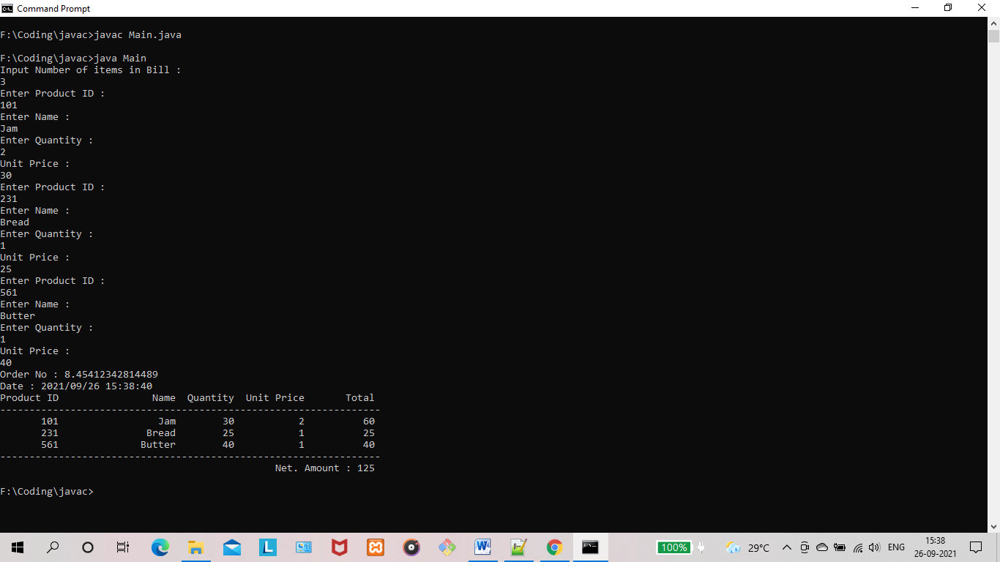 Command Prompt
F:\Coding\javac>javac Main.java
F:\Coding\javac>java Main
Input Number of items in Bill :
3
Enter Product ID :
101
Enter Name :
Jam
Enter Quantity :
2
Unit Price :
30
Enter Product ID :
231
Enter Name :
Bread
Enter Quantity :
1
Unit Price :
25
Enter Product ID :
561
Enter Name :
Butter
Enter Quantity :
1
Unit Price :
40
Order No : 8.45412342814489
Date : 2021/09/26 15:38:40
Product ID                Name  Quantity  Unit Price       Total
-----------------------------------------------------------------
       101                 Jam        30           2          60
       231               Bread        25           1          25
       561              Butter        40           1          40
-----------------------------------------------------------------
                                               Net. Amount : 125
F:\Coding\javac>
100% 29°C ENG 15:38
26-09-2021